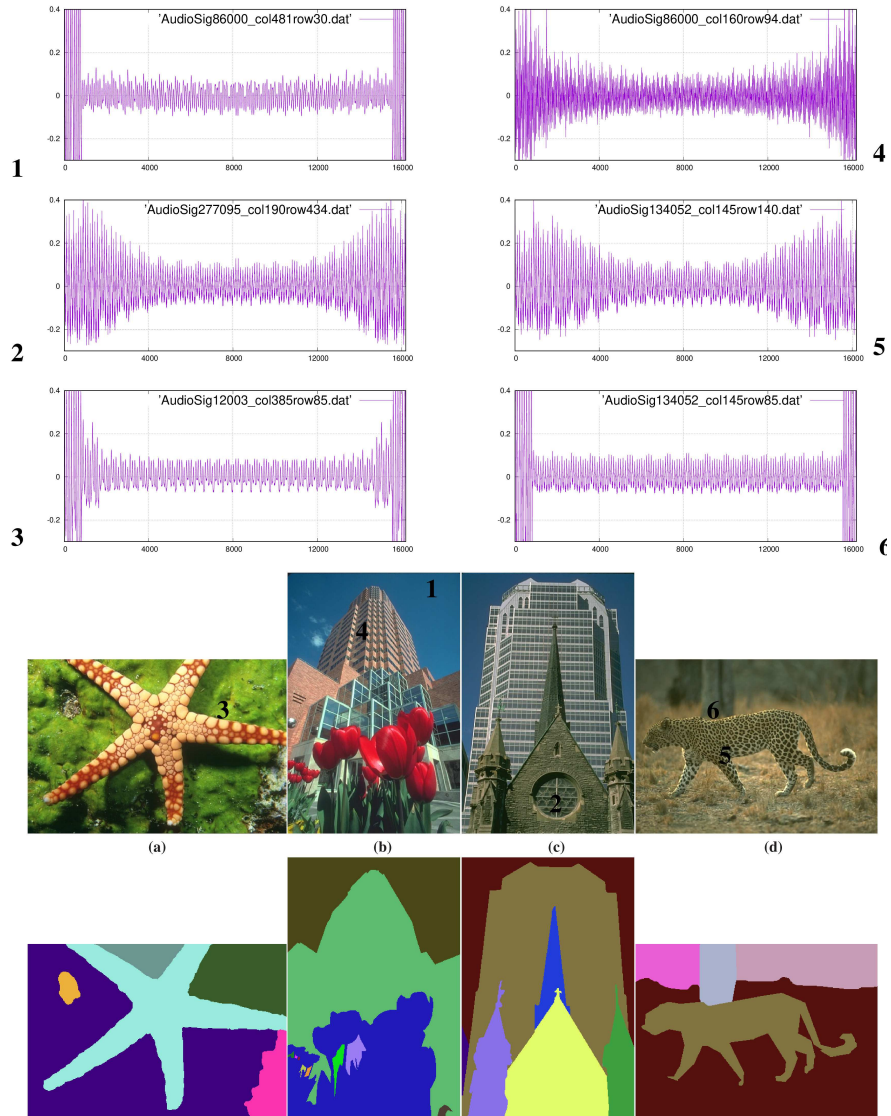 0.4
'AudioSig86000_col481row30.dat'
0.2
0
-0.2
0 4000 8000 12000 16000
1
0.4
'AudioSig86000_col160row94.dat'
0.2
0
-0.2
0 4000 8000 12000 16000
4
0.4
'AudioSig277095_col190row434.dat'
0.2
0
-0.2
0 4000 8000 12000 16000
2
0.4
'AudioSig134052_col145row140.dat'
0.2
0
-0.2
0 4000 8000 12000 16000
5
0.4
'AudioSig12003_col385row85.dat'
0.2
0
-0.2
0 4000 8000 12000 16000
3
0.4
'AudioSig134052_col145row85.dat'
0.2
0
-0.2
0 4000 8000 12000 16000
6
1
4
3
6
5
2
(a) (b) (c) (d)